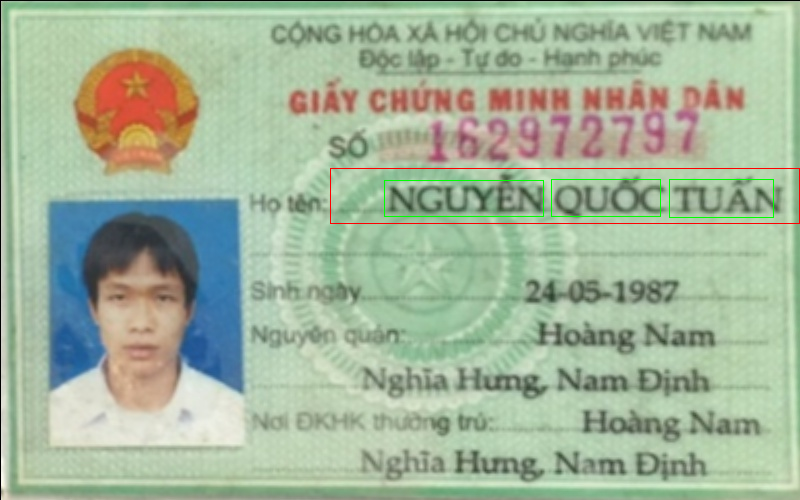 CỘNG HÒA XÃ HỘI CHỦ NGHĨA VIỆT NAM
Độc lập - Tự do - Hạnh phúc
GIẤY CHỨNG MINH NHÂN DÂN
SỐ 162972797
Họ tên: NGUYỄN QUỐC TUẤN
Sinh ngày 24-05-1987
Nguyên quán: Hoàng Nam
Nghĩa Hưng, Nam Định
Nơi ĐKHK thường trú: Hoàng Nam
Nghĩa Hưng, Nam Định